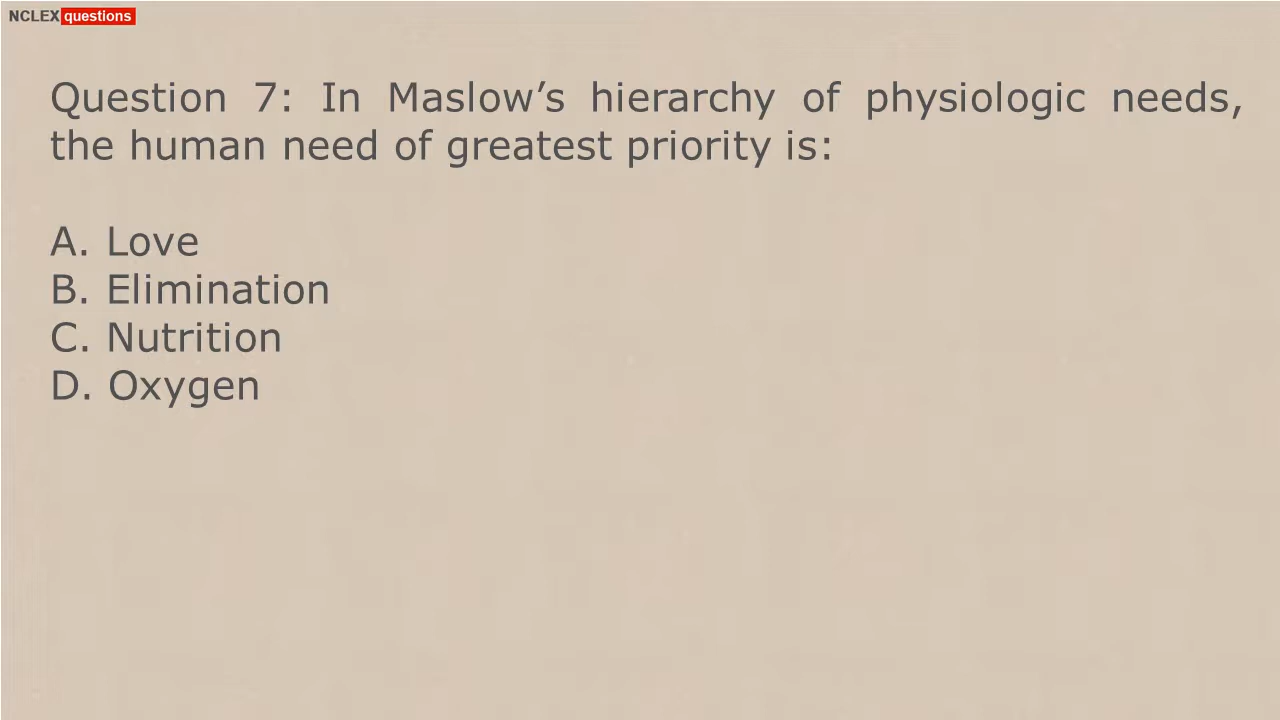 NCLEX questions
Question 7: In Maslow’s hierarchy of physiologic needs,
the human need of greatest priority is:
A. Love
B. Elimination
C. Nutrition
D. Oxygen